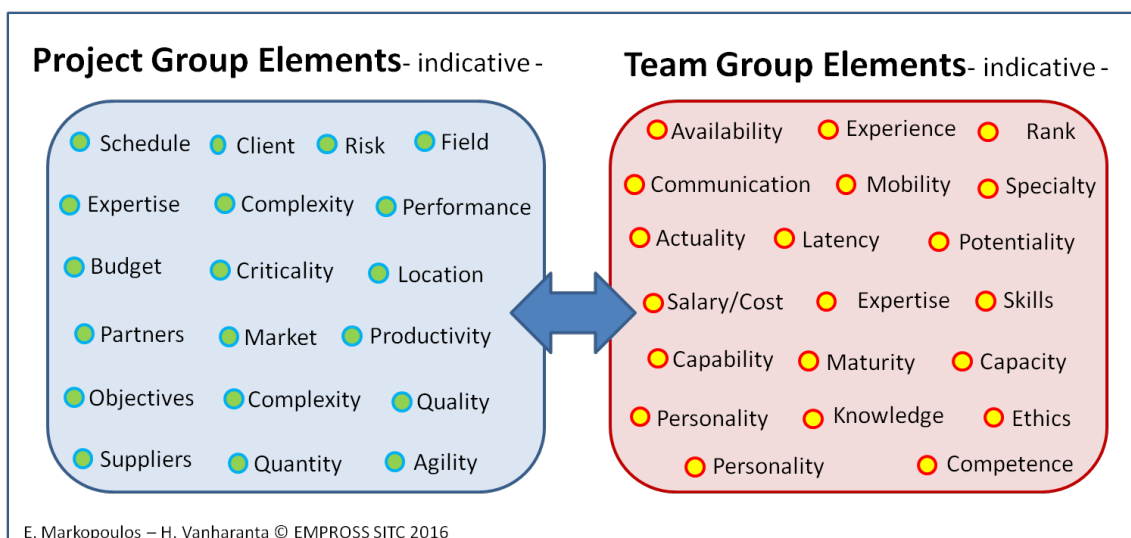 Project Group Elements- indicative -
Team Group Elements- indicative -
Schedule Client Risk Field
Expertise Complexity Performance
Budget Criticality Location
Partners Market Productivity
Objectives Complexity Quality
Suppliers Quantity Agility
Availability Experience Rank
Communication Mobility Specialty
Actuality Latency Potentiality
Salary/Cost Expertise Skills
Capability Maturity Capacity
Personality Knowledge Ethics
Personality Competence
E. Markopoulos – H. Vanharanta © EMPROSS SITC 2016